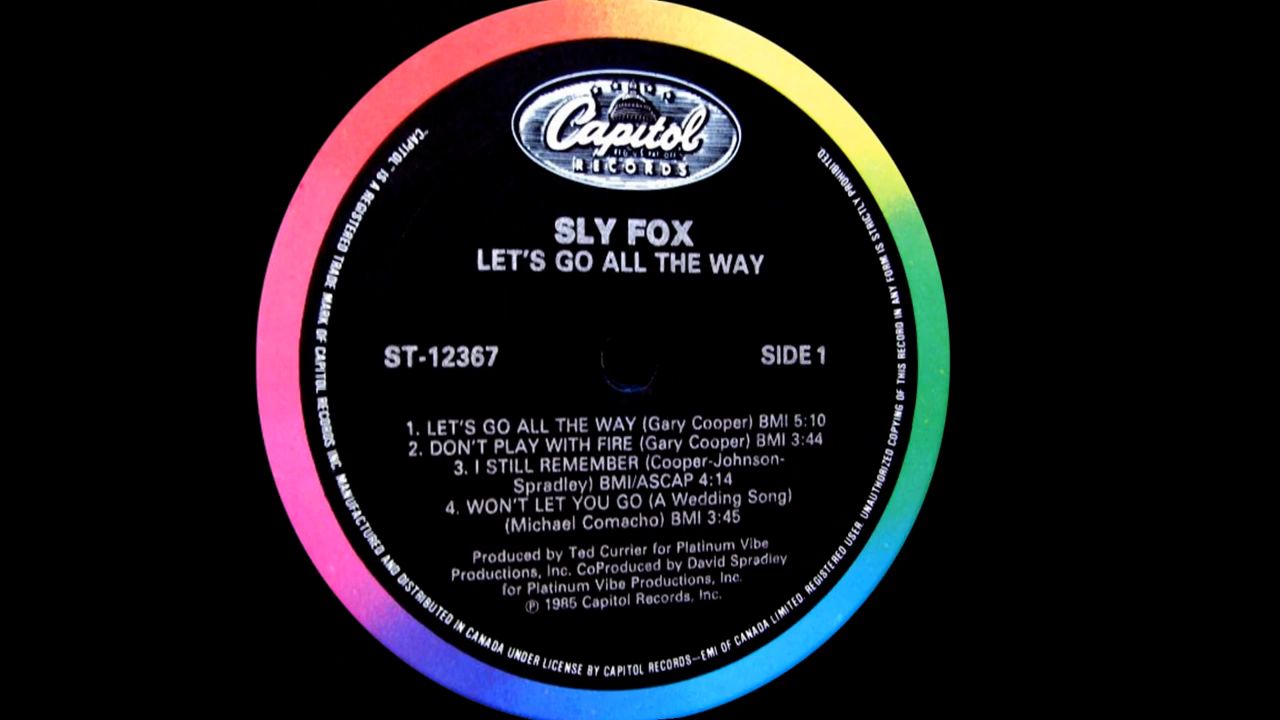 Capitol
RECORDS
SLY FOX
LET'S GO ALL THE WAY
ST-12367
SIDE 1
1. LET'S GO ALL THE WAY (Gary Cooper) BMI 5:10
2. DON'T PLAY WITH FIRE (Gary Cooper) BMI 3:44
3. I STILL REMEMBER (Cooper-Johnson-
Spradley) BMI/ASCAP 4:14
4. WON'T LET YOU GO (A Wedding Song)
(Michael Comacho) BMI 3:45
Produced by Ted Currier for Platinum Vibe
Productions, Inc. CoProduced by David Spradley
for Platinum Vibe Productions, Inc.
℗ 1985 Capitol Records, Inc.
"CAPITOL" IS A REGISTERED TRADE MARK OF CAPITOL RECORDS INC. MANUFACTURED AND DISTRIBUTED IN CANADA UNDER LICENSE BY CAPITOL RECORDS—EMI OF CANADA LIMITED. REGISTERED USER. UNAUTHORIZED COPYING OF THIS RECORD IN ANY FORM IS STRICTLY PROHIBITED.